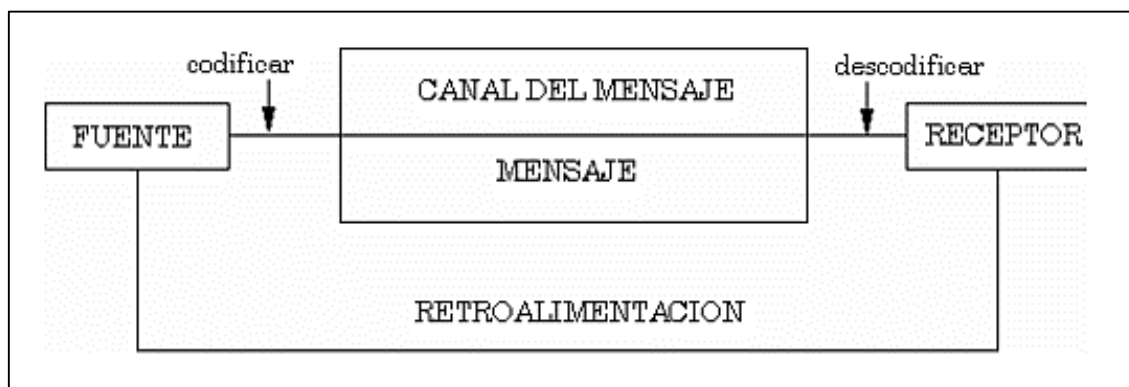 codificar
descodificar
CANAL DEL MENSAJE
FUENTE
RECEPTOR
MENSAJE
RETROALIMENTACION